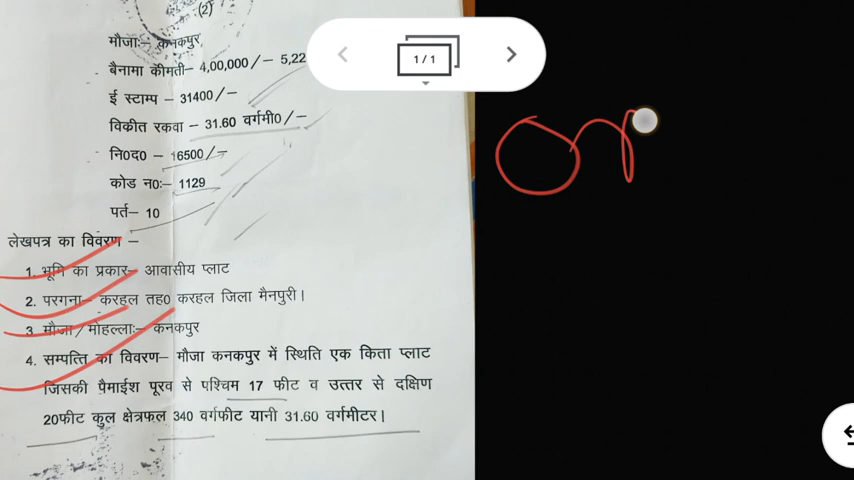 (2)
मौजाः- कनकपुर
बैनामा कीमती- 4,00,000/- 5,22
ई स्टाम्प - 31400/-
विक्रीत रकवा - 31.60 वर्गमी0/-
नि0द0 - 16500/-
कोड न0:- 1129
पर्त- 10
लेखपत्र का विवरण -
1. भूमि का प्रकार- आवासीय प्लाट
2. परगना- करहल तह0 करहल जिला मैनपुरी।
3 मौजा/मोहल्लाः- कनकपुर
4. सम्पत्ति का विवरण- मौजा कनकपुर में स्थिति एक किता प्लाट
जिसकी पैमाईश पूरव से पश्चिम 17 फीट व उत्तर से दक्षिण
20फीट कुल क्षेत्रफल 340 वर्गफीट यानी 31.60 वर्गमीटर।
1 / 1